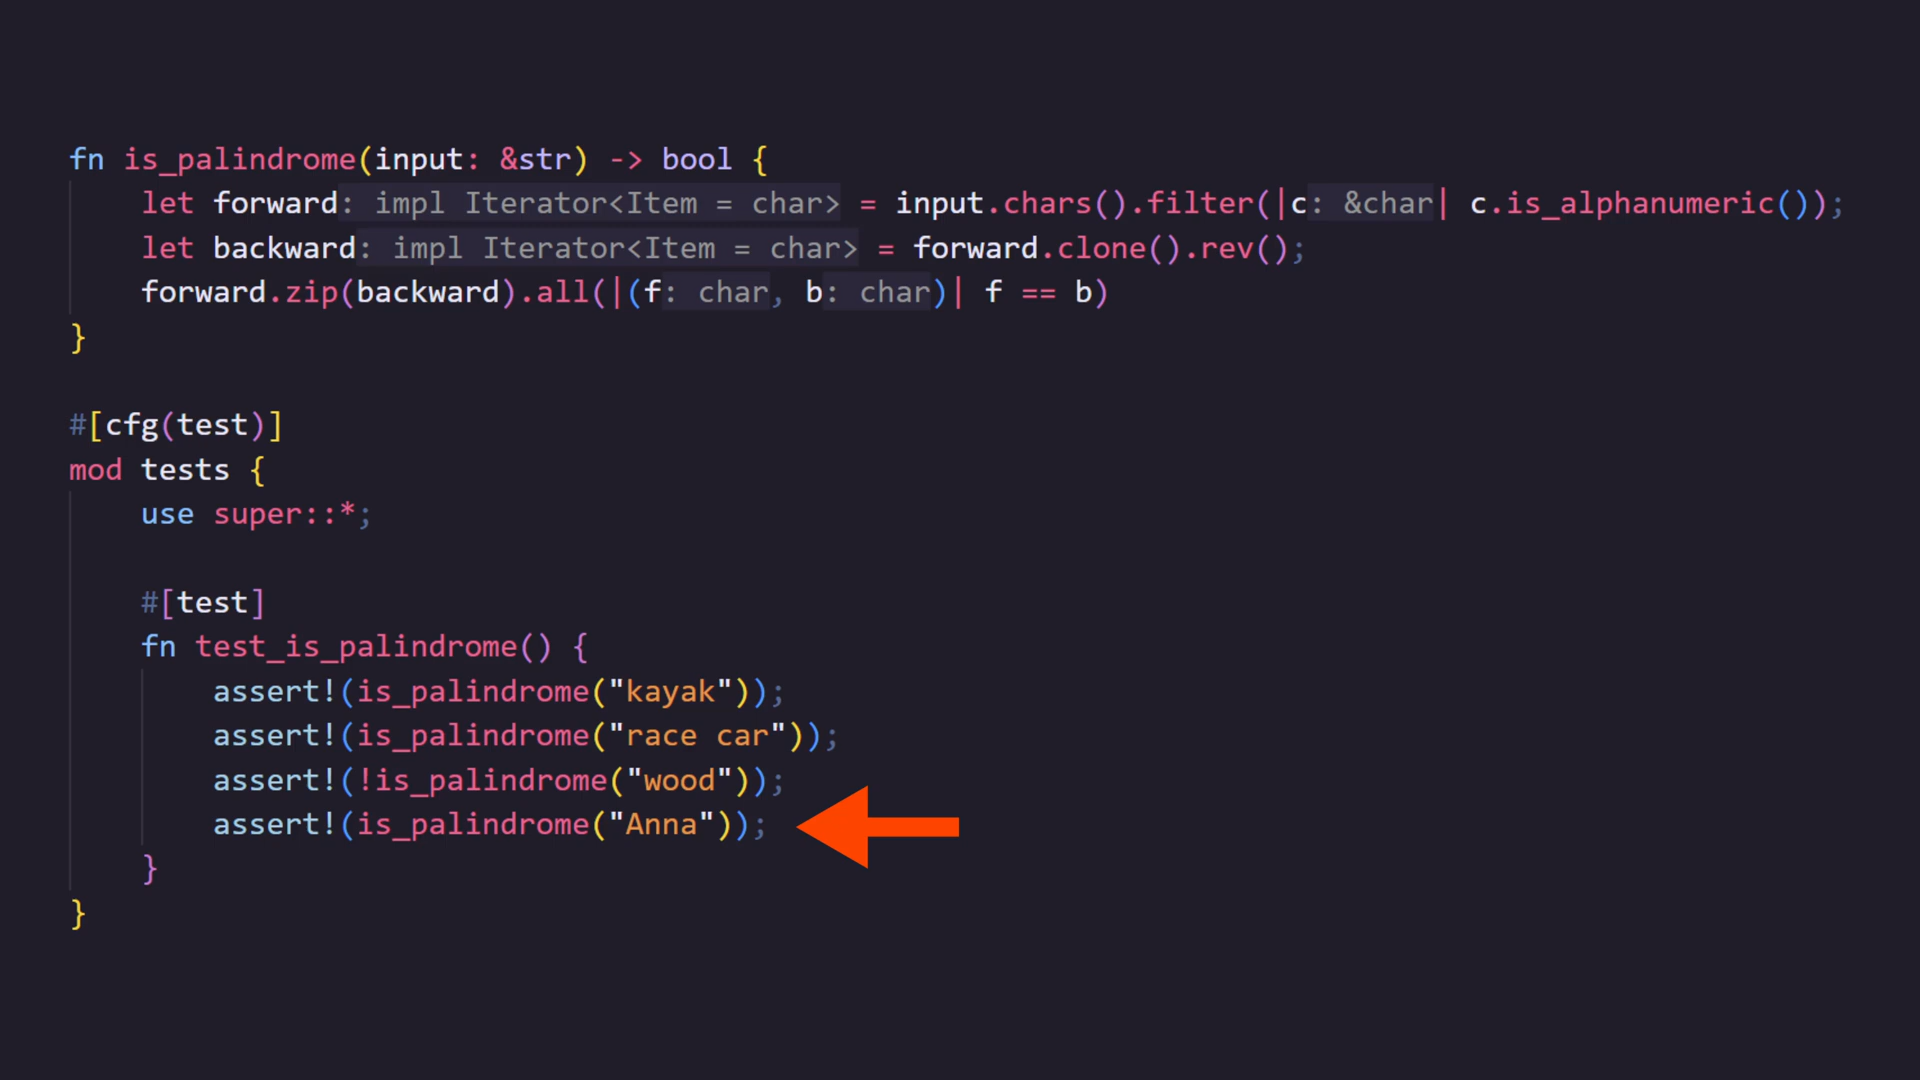 fn is_palindrome(input: &str) -> bool {
let forward: impl Iterator<Item = char> = input.chars().filter(|c: &char| c.is_alphanumeric());
let backward: impl Iterator<Item = char> = forward.clone().rev();
forward.zip(backward).all(|(f: char, b: char)| f == b)
}
#[cfg(test)]
mod tests {
use super::*;
#[test]
fn test_is_palindrome() {
assert!(is_palindrome("kayak"));
assert!(is_palindrome("race car"));
assert!(!is_palindrome("wood"));
assert!(is_palindrome("Anna"));
}
}